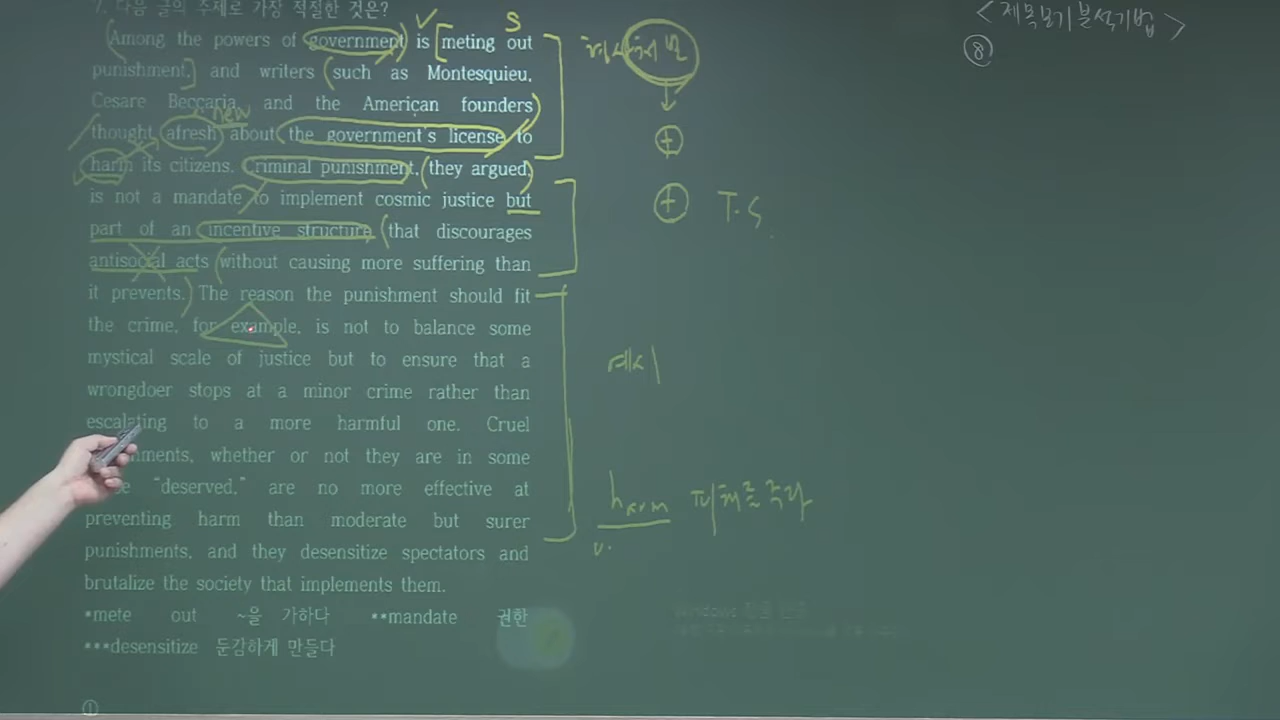 7. 다음 글의 주제로 가장 적절한 것은?
Among the powers of government is meting out
punishment, and writers such as Montesquieu,
Cesare Beccaria, and the American founders
thought afresh about the government's license to
harm its citizens. Criminal punishment, they argued,
is not a mandate to implement cosmic justice but
part of an incentive structure that discourages
antisocial acts without causing more suffering than
it prevents. The reason the punishment should fit
the crime, for example, is not to balance some
mystical scale of justice but to ensure that a
wrongdoer stops at a minor crime rather than
escalating to a more harmful one. Cruel
whether or not they are in some
"deserved," are no more effective at
preventing harm than moderate but surer
punishments, and they desensitize spectators and
brutalize the society that implements them.
*mete out ~을 가하다 **mandate 권한
***desensitize 둔감하게 만들다
①
V
S
new
+
+ T.S
예시
harm 피해를 주다
v.
<제목보기분석기법>
⑧